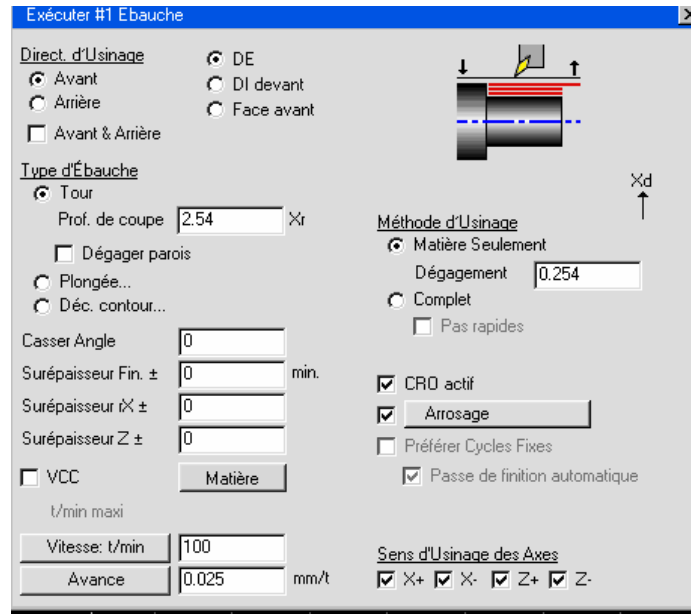 Exécuter #1 Ebauche
Direct. d'Usinage
Avant
Arrière
Avant & Arrière
DE
DI devant
Face avant
Type d'Ébauche
Tour
Prof. de coupe 2.54 Xr
Dégager parois
Plongée...
Déc. contour...
Xd
Méthode d'Usinage
Matière Seulement
Dégagement 0.254
Complet
Pas rapides
Casser Angle 0
Surépaisseur Fin. ± 0 min.
Surépaisseur rX ± 0
Surépaisseur Z ± 0
VCC Matière
t/min maxi
Vitesse: t/min 100
Avance 0.025 mm/t
CRO actif
Arrosage
Préférer Cycles Fixes
Passe de finition automatique
Sens d'Usinage des Axes
X+ X- Z+ Z-